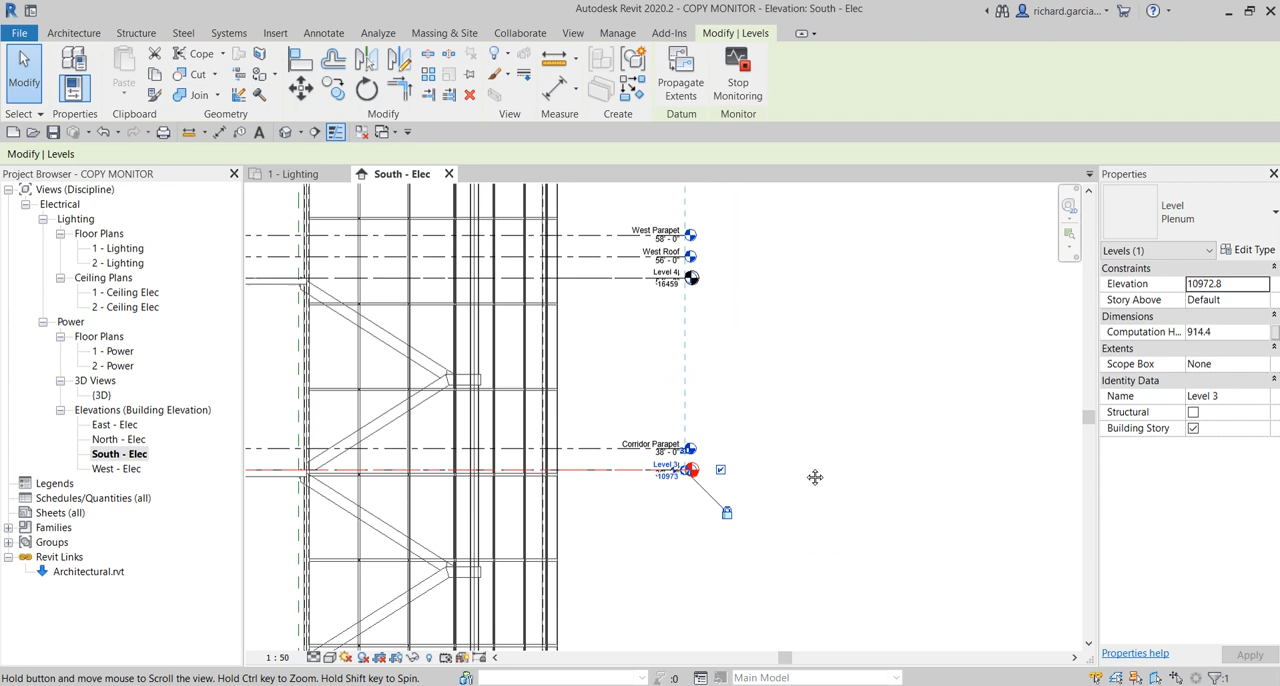 Autodesk Revit 2020.2 - COPY MONITOR - Elevation: South - Elec
richard.garcia...
File Architecture Structure Steel Systems Insert Annotate Analyze Massing & Site Collaborate View Manage Add-Ins Modify | Levels
Modify Paste Cope Cut Join Propagate Extents Stop Monitoring
Select Properties Clipboard Geometry Modify View Measure Create Datum Monitor
Modify | Levels
Project Browser - COPY MONITOR
1 - Lighting
South - Elec
Properties
Views (Discipline)
Electrical
Lighting
Floor Plans
1 - Lighting
2 - Lighting
Ceiling Plans
1 - Ceiling Elec
2 - Ceiling Elec
Power
Floor Plans
1 - Power
2 - Power
3D Views
{3D}
Elevations (Building Elevation)
East - Elec
North - Elec
South - Elec
West - Elec
Legends
Schedules/Quantities (all)
Sheets (all)
Families
Groups
Revit Links
Architectural.rvt
West Parapet
58' - 0"
West Roof
56' - 0"
Level 4
16459
Corridor Parapet
38' - 0"
Level 3
10973
Level
Plenum
Levels (1)
Edit Type
Constraints
Elevation 10972.8
Story Above Default
Dimensions
Computation H... 914.4
Extents
Scope Box None
Identity Data
Name Level 3
Structural
Building Story
Properties help
Apply
1 : 50
Hold button and move mouse to Scroll the view. Hold Ctrl key to Zoom. Hold Shift key to Spin.
:0
Main Model
:1